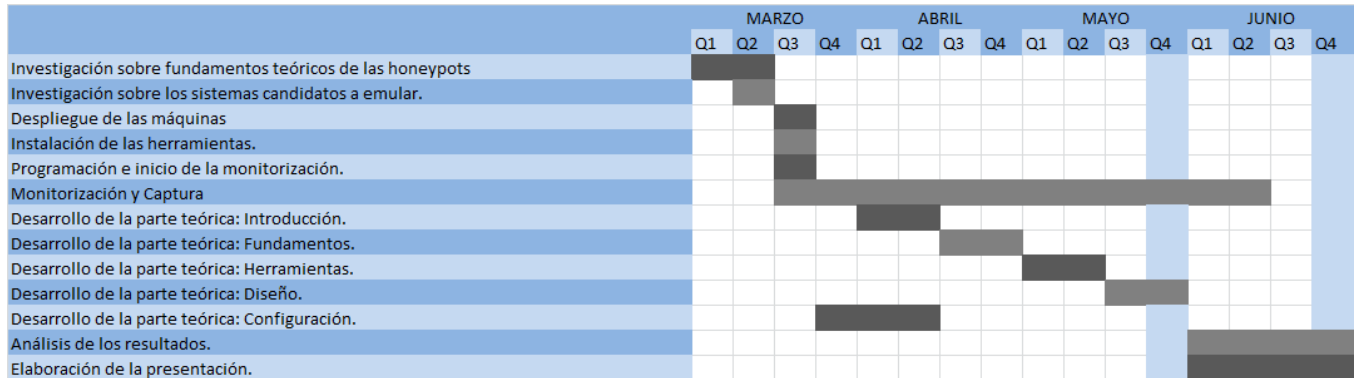 MARZO ABRIL MAYO JUNIO
Q1 Q2 Q3 Q4 Q1 Q2 Q3 Q4 Q1 Q2 Q3 Q4 Q1 Q2 Q3 Q4
Investigación sobre fundamentos teóricos de las honeypots
Investigación sobre los sistemas candidatos a emular.
Despliegue de las máquinas
Instalación de las herramientas.
Programación e inicio de la monitorización.
Monitorización y Captura
Desarrollo de la parte teórica: Introducción.
Desarrollo de la parte teórica: Fundamentos.
Desarrollo de la parte teórica: Herramientas.
Desarrollo de la parte teórica: Diseño.
Desarrollo de la parte teórica: Configuración.
Análisis de los resultados.
Elaboración de la presentación.